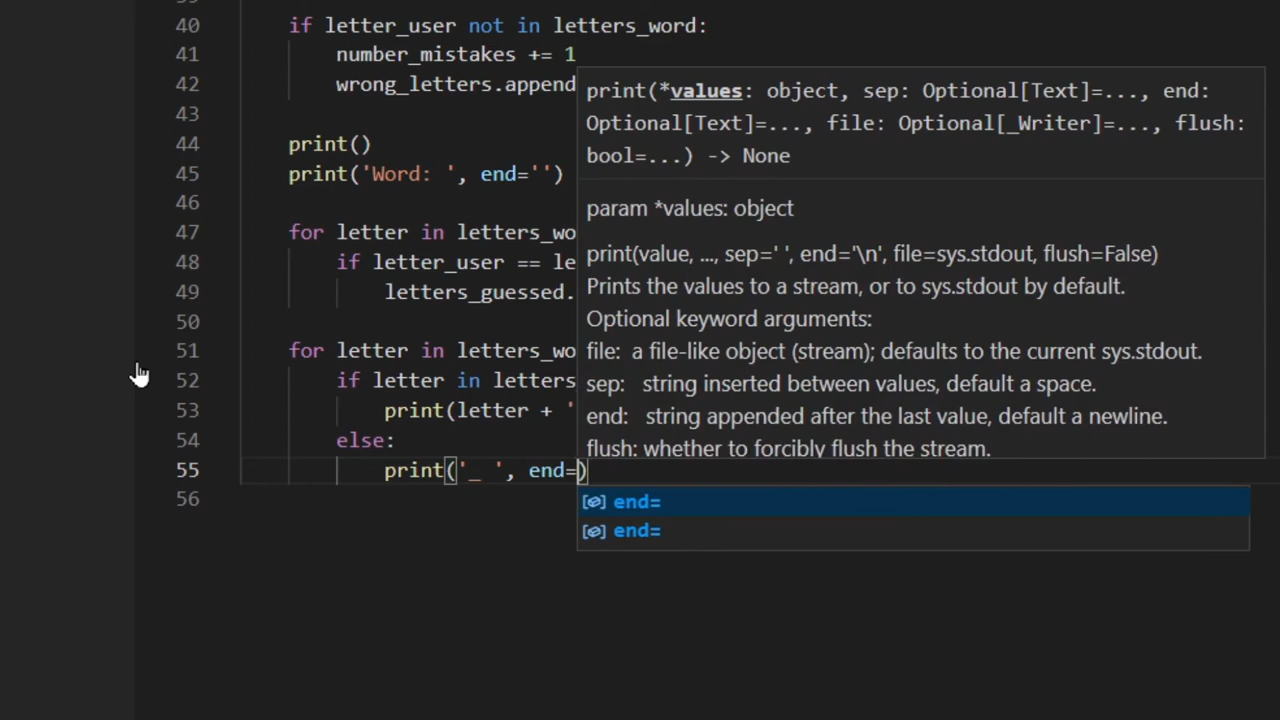 40 if letter_user not in letters_word:
41 number_mistakes += 1
42 wrong_letters.append
43
44 print()
45 print('Word: ', end='')
46
47 for letter in letters_wo
48 if letter_user == le
49 letters_guessed.
50
51 for letter in letters_wo
52 if letter in letters
53 print(letter + '
54 else:
55 print('_ ', end=)
56
print(*values: object, sep: Optional[Text]=..., end:
Optional[Text]=..., file: Optional[_Writer]=..., flush:
bool=...) -> None
param *values: object
print(value, ..., sep=' ', end='\n', file=sys.stdout, flush=False)
Prints the values to a stream, or to sys.stdout by default.
Optional keyword arguments:
file: a file-like object (stream); defaults to the current sys.stdout.
sep: string inserted between values, default a space.
end: string appended after the last value, default a newline.
flush: whether to forcibly flush the stream.
end=
end=